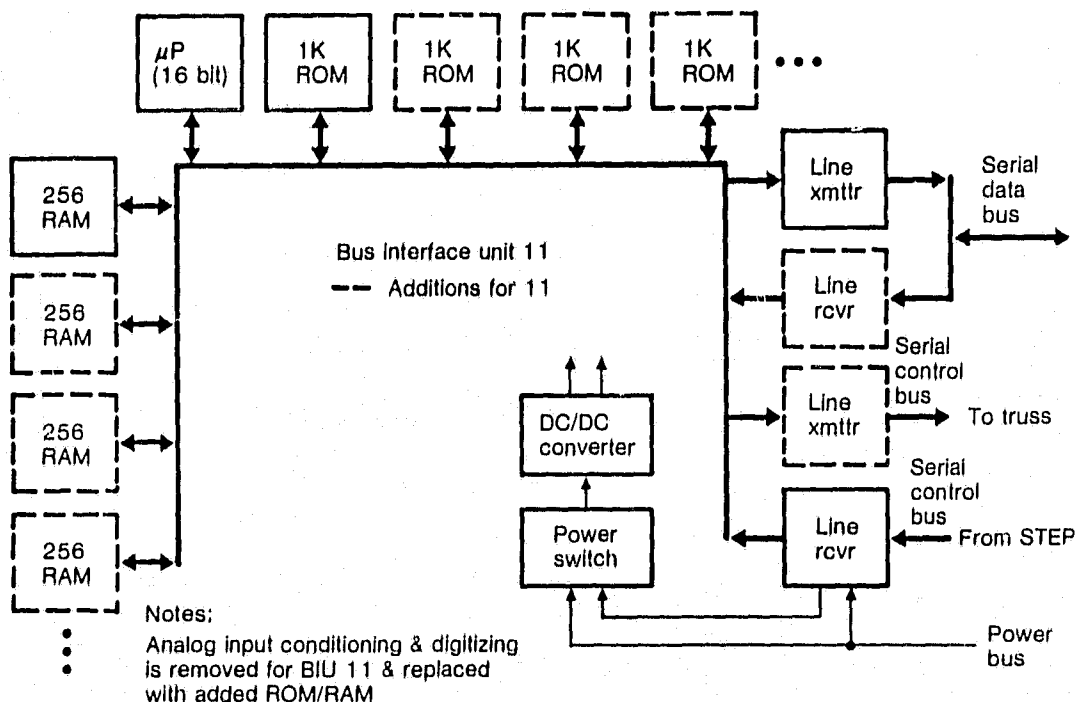 µP
(16 bit)
1K
ROM
1K
ROM
1K
ROM
1K
ROM
256
RAM
256
RAM
256
RAM
256
RAM
Bus interface unit 11
Additions for 11
Line
xmttr
Serial
data
bus
Line
rcvr
Serial
control
bus
Line
xmttr
To truss
DC/DC
converter
Serial
control
bus
Power
switch
Line
rcvr
From STEP
Power
bus
Notes:
Analog input conditioning & digitizing
is removed for BIU 11 & replaced
with added ROM/RAM